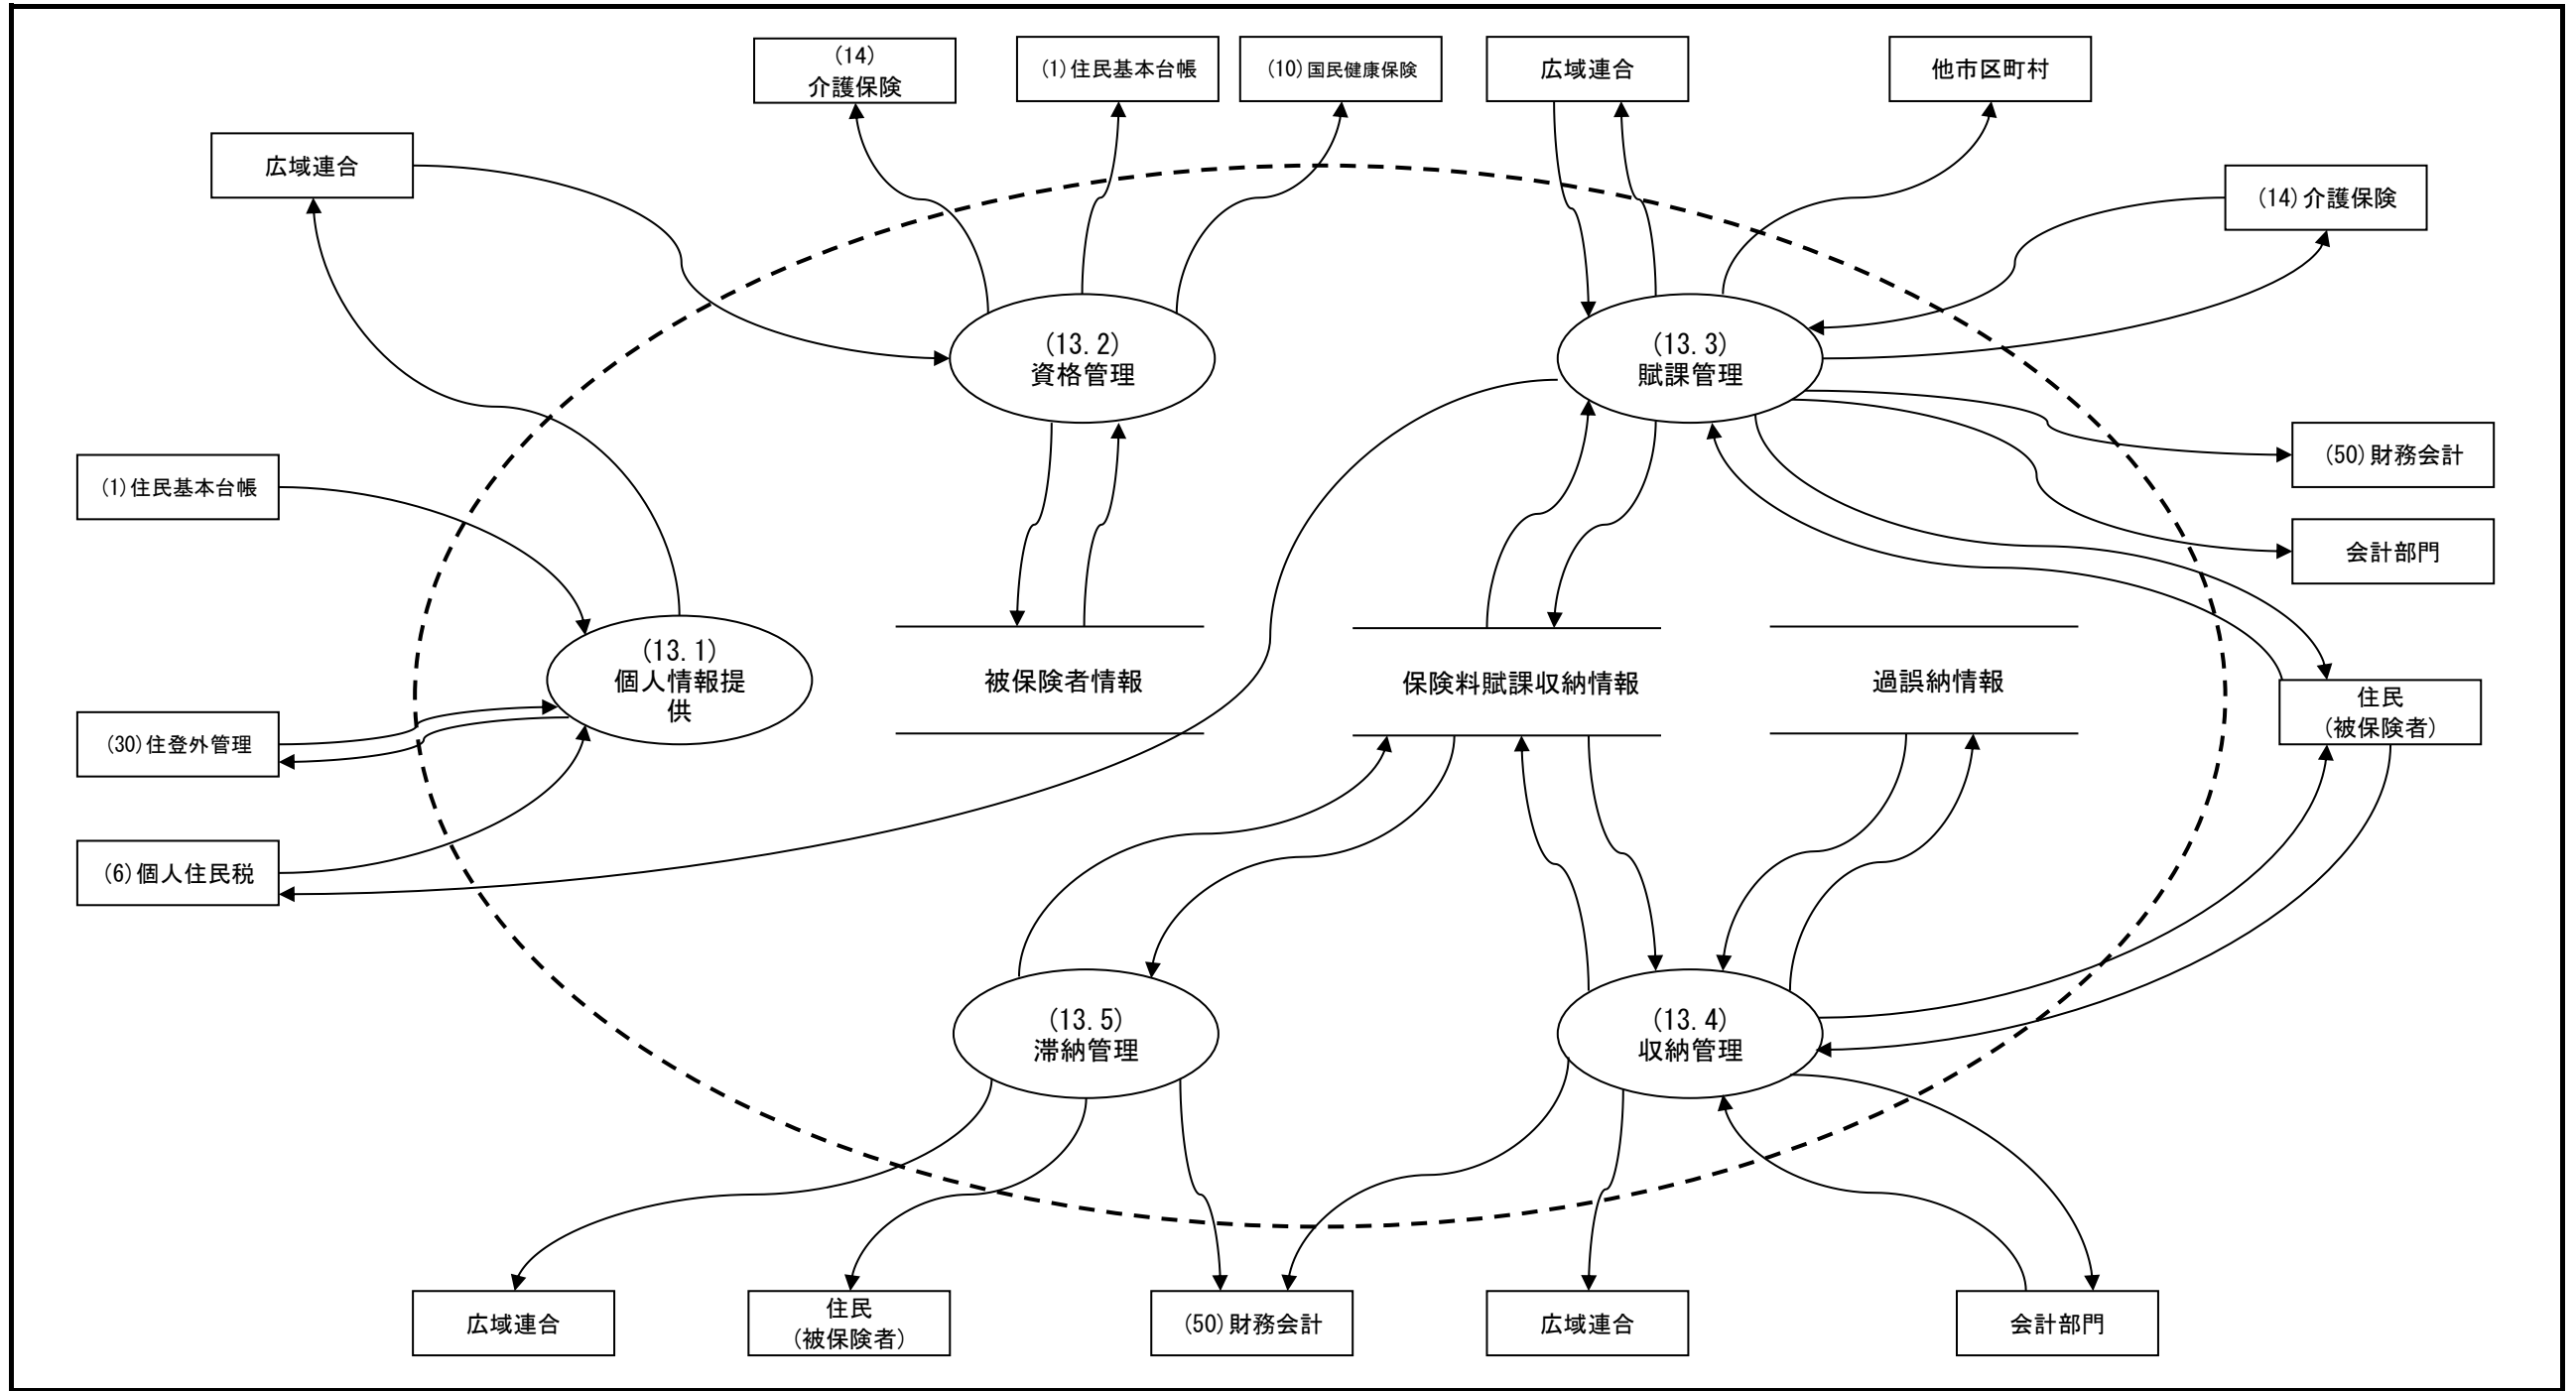 (14)
介護保険
(1)住民基本台帳
(10)国民健康保険
広域連合
他市区町村
広域連合
(14)介護保険
(13.2)
資格管理
(13.3)
賦課管理
(50)財務会計
(1)住民基本台帳
会計部門
(13.1)
個人情報提
供
被保険者情報
保険料賦課収納情報
過誤納情報
住民
(被保険者)
(30)住登外管理
(6)個人住民税
(13.5)
滞納管理
(13.4)
収納管理
広域連合
住民
(被保険者)
(50)財務会計
広域連合
会計部門